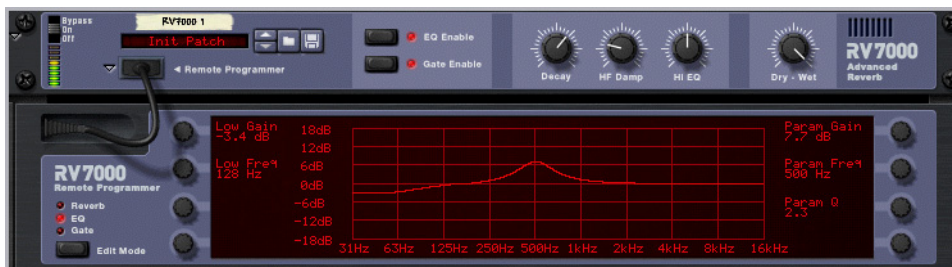 Bypass
On
Off
RV7000 1
Init Patch
◄ Remote Programmer
EQ Enable
Gate Enable
Decay
HF Damp
HI EQ
Dry - Wet
RV7000
Advanced
Reverb
RV7000
Remote Programmer
Reverb
EQ
Gate
Edit Mode
Low Gain
-3.4 dB
Low Freq
128 Hz
18dB
12dB
6dB
0dB
-6dB
-12dB
-18dB
31Hz 63Hz 125Hz 250Hz 500Hz 1kHz 2kHz 4kHz 8kHz 16kHz
Param Gain
7.7 dB
Param Freq
500 Hz
Param Q
2.3